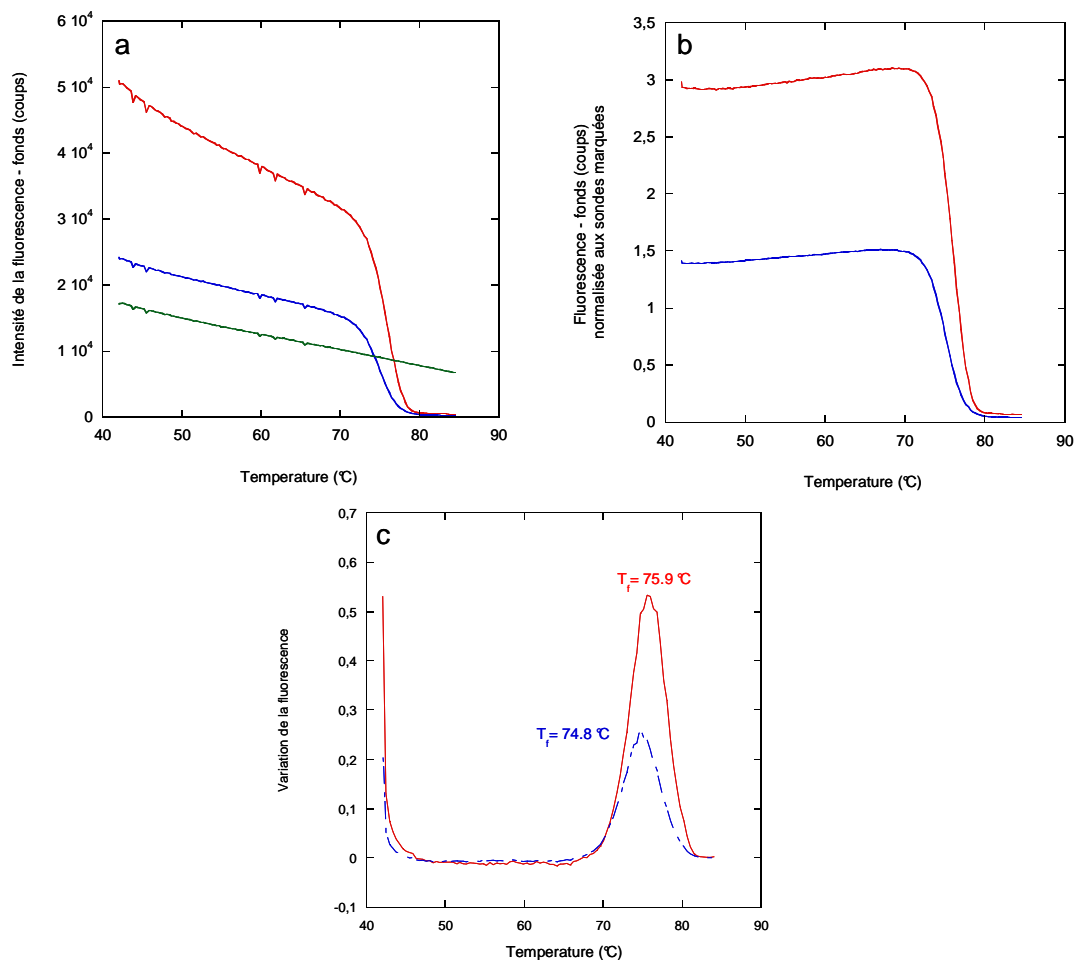 a
6 10⁴
5 10⁴
4 10⁴
3 10⁴
2 10⁴
1 10⁴
0
40 50 60 70 80 90
Intensité de la fluorescence - fonds (coups)
Temperature (°C)
b
3,5
3
2,5
2
1,5
1
0,5
0
40 50 60 70 80 90
Fluorescence - fonds (coups)
normalisée aux sondes marquées
Temperature (°C)
c
0,7
0,6
0,5
0,4
0,3
0,2
0,1
0
-0,1
40 50 60 70 80 90
Variation de la fluorescence
Temperature (°C)
T_f = 75.9 °C
T_f = 74.8 °C